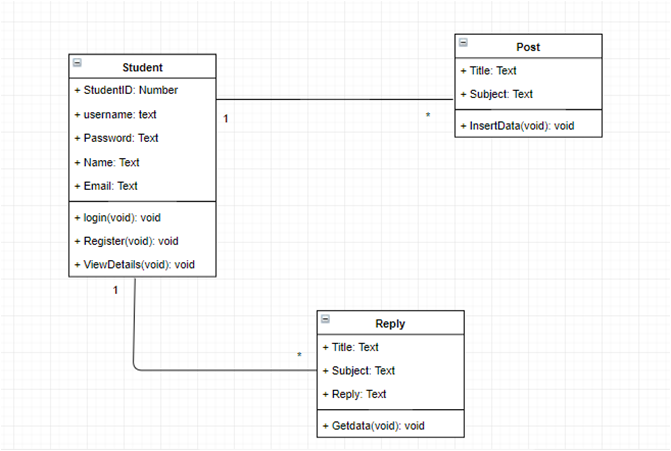 Student
+ StudentID: Number
+ username: text
+ Password: Text
+ Name: Text
+ Email: Text
+ login(void): void
+ Register(void): void
+ ViewDetails(void): void
1
*
Post
+ Title: Text
+ Subject: Text
+ InsertData(void): void
1
*
Reply
+ Title: Text
+ Subject: Text
+ Reply: Text
+ Getdata(void): void